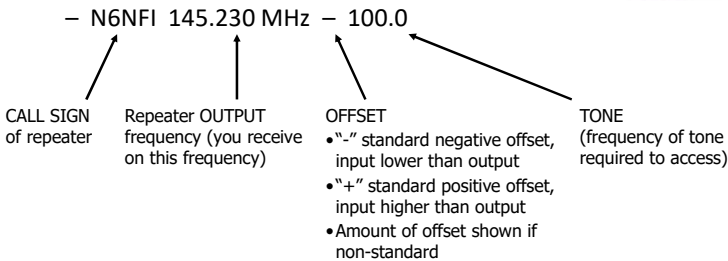 – N6NFI 145.230 MHz – 100.0
CALL SIGN
of repeater
Repeater OUTPUT
frequency (you receive
on this frequency)
OFFSET
•"-" standard negative offset,
input lower than output
•"+" standard positive offset,
input higher than output
•Amount of offset shown if
non-standard
TONE
(frequency of tone
required to access)